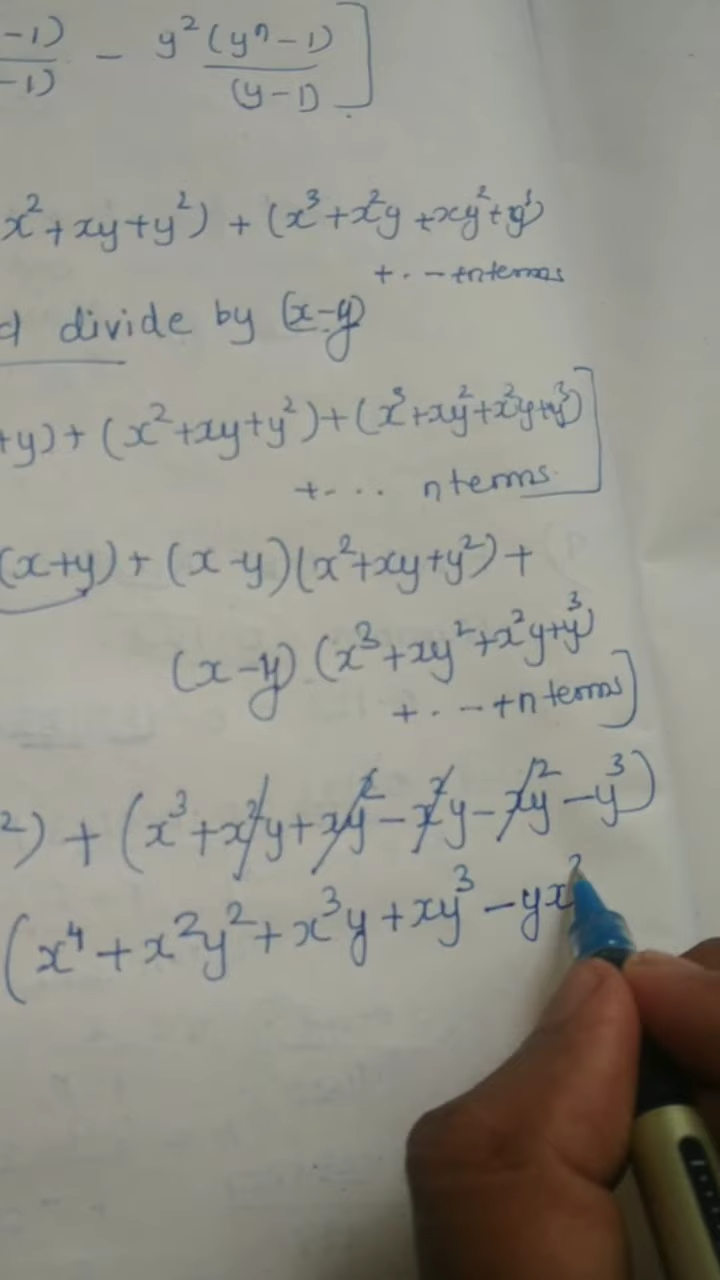 -1)/-1) - y²(yⁿ-1)/(y-1)]
x²+xy+y²) + (x³+x²y+xy²+y³)
+.-+nterms
d divide by (x-y)
+y) + (x²+xy+y²)+(x³+xy²+x²y+y³)
+-... n terms]
(x+y) + (x-y)(x²+xy+y²)+
(x-y) (x³+xy²+x²y+y³)
+.-+n terms]
²) + (x³+x²y+xy²-x²y-xy²-y³)
(x⁴+x²y²+x³y+xy³-yx³